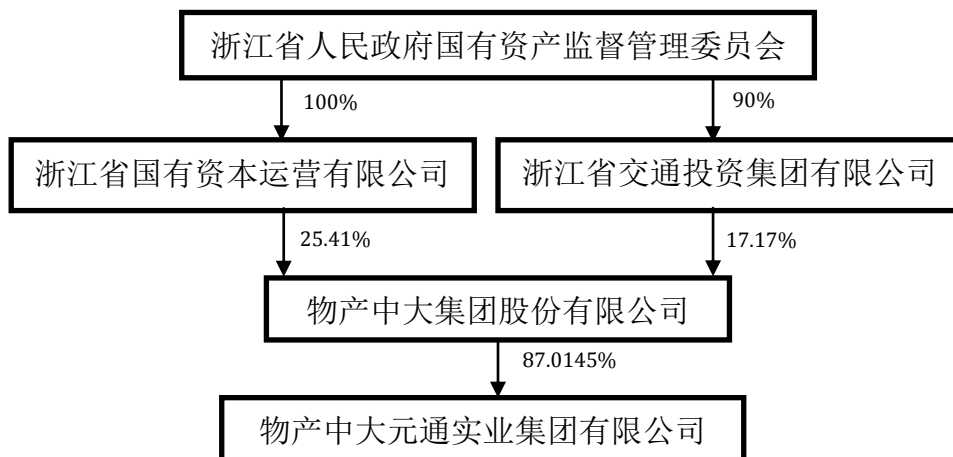 浙江省人民政府国有资产监督管理委员会
100%
90%
浙江省国有资本运营有限公司
浙江省交通投资集团有限公司
25.41%
17.17%
物产中大集团股份有限公司
87.0145%
物产中大元通实业集团有限公司